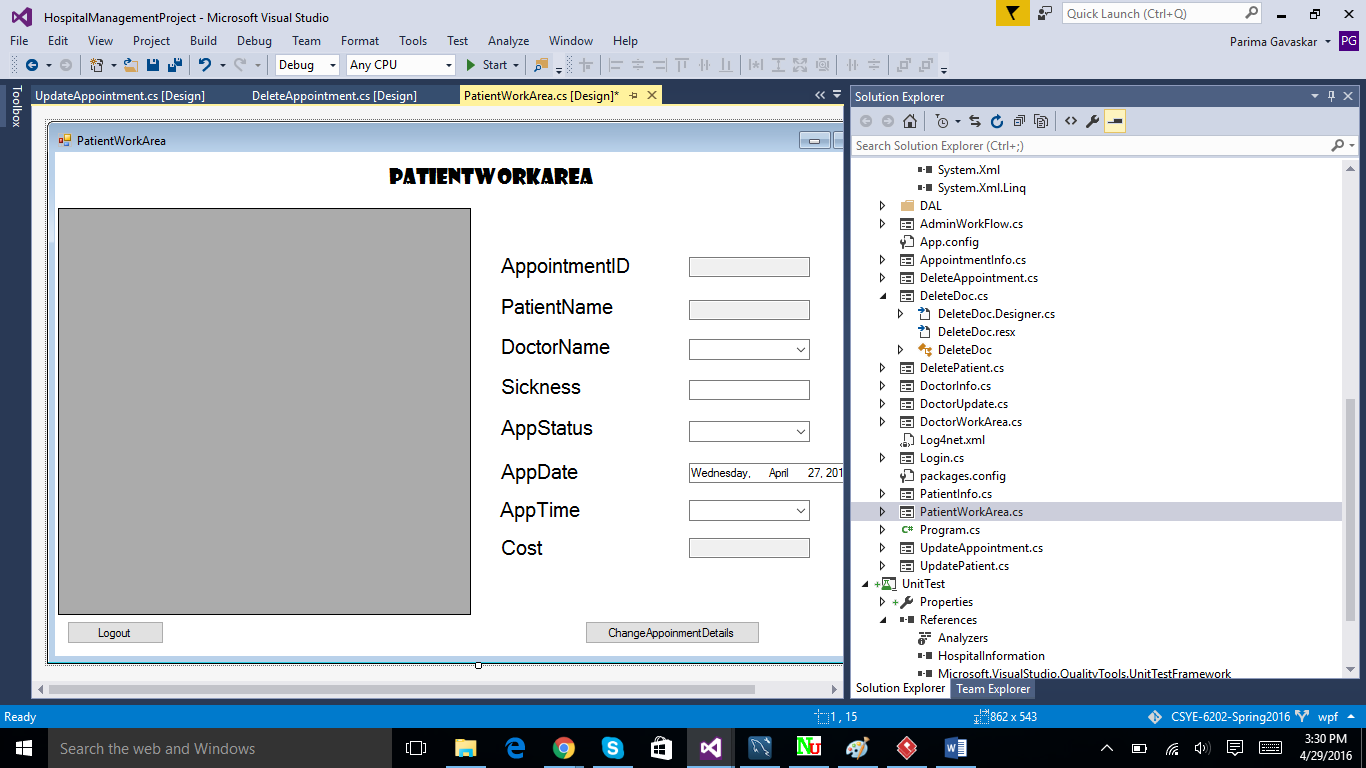 HospitalManagementProject - Microsoft Visual Studio
Quick Launch (Ctrl+Q)
File Edit View Project Build Debug Team Format Tools Test Analyze Window Help
Parima Gavaskar PG
Debug Any CPU Start
Toolbox
UpdateAppointment.cs [Design] DeleteAppointment.cs [Design] PatientWorkArea.cs [Design]*
PatientWorkArea
PATIENTWORKAREA
AppointmentID
PatientName
DoctorName
Sickness
AppStatus
AppDate Wednesday, April 27, 201
AppTime
Cost
Logout ChangeAppoinmentDetails
Solution Explorer
Search Solution Explorer (Ctrl+;)
System.Xml
System.Xml.Linq
DAL
AdminWorkFlow.cs
App.config
AppointmentInfo.cs
DeleteAppointment.cs
DeleteDoc.cs
DeleteDoc.Designer.cs
DeleteDoc.resx
DeleteDoc
DeletePatient.cs
DoctorInfo.cs
DoctorUpdate.cs
DoctorWorkArea.cs
Log4net.xml
Login.cs
packages.config
PatientInfo.cs
PatientWorkArea.cs
C# Program.cs
UpdateAppointment.cs
UpdatePatient.cs
UnitTest
Properties
References
Analyzers
HospitalInformation
Microsoft.VisualStudio.QualityTools.UnitTestFramework
Solution Explorer Team Explorer
Ready 1 , 15 862 x 543 CSYE-6202-Spring2016 wpf
Search the web and Windows
Nu
3:30 PM
4/29/2016